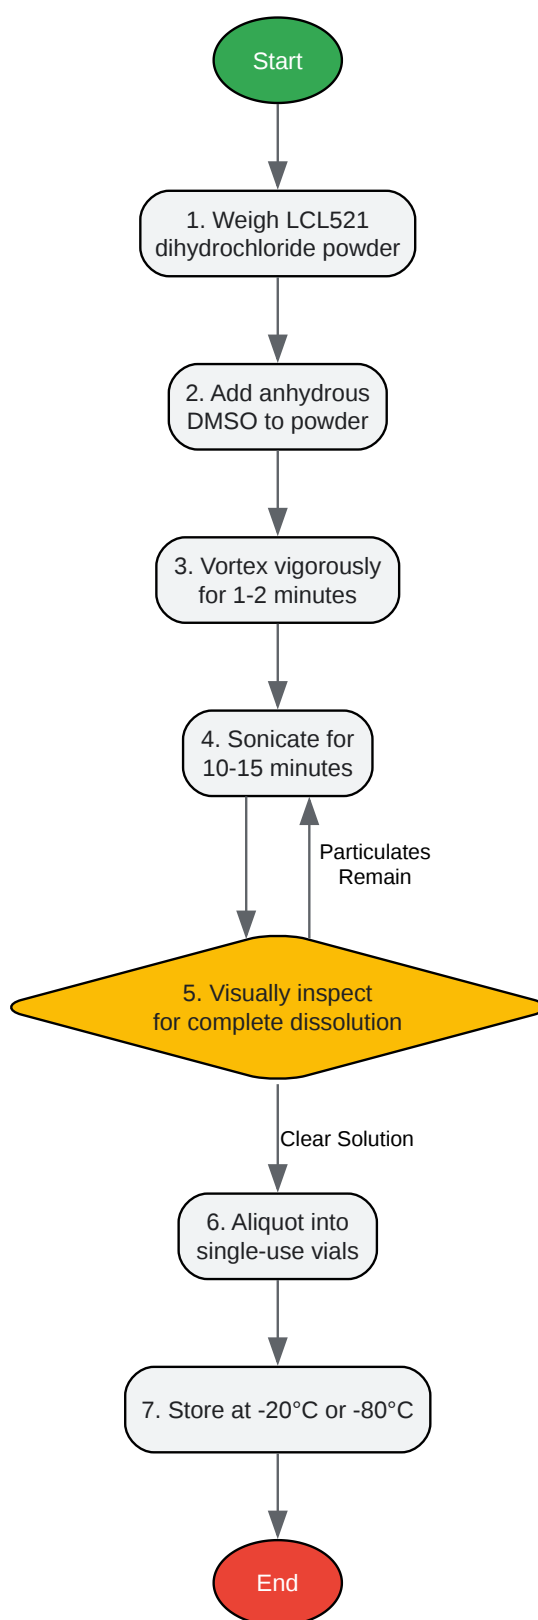 Start
1. Weigh LCL521
dihydrochloride powder
2. Add anhydrous
DMSO to powder
3. Vortex vigorously
for 1-2 minutes
4. Sonicate for
10-15 minutes
Particulates
Remain
5. Visually inspect
for complete dissolution
Clear Solution
6. Aliquot into
single-use vials
7. Store at -20°C or -80°C
End